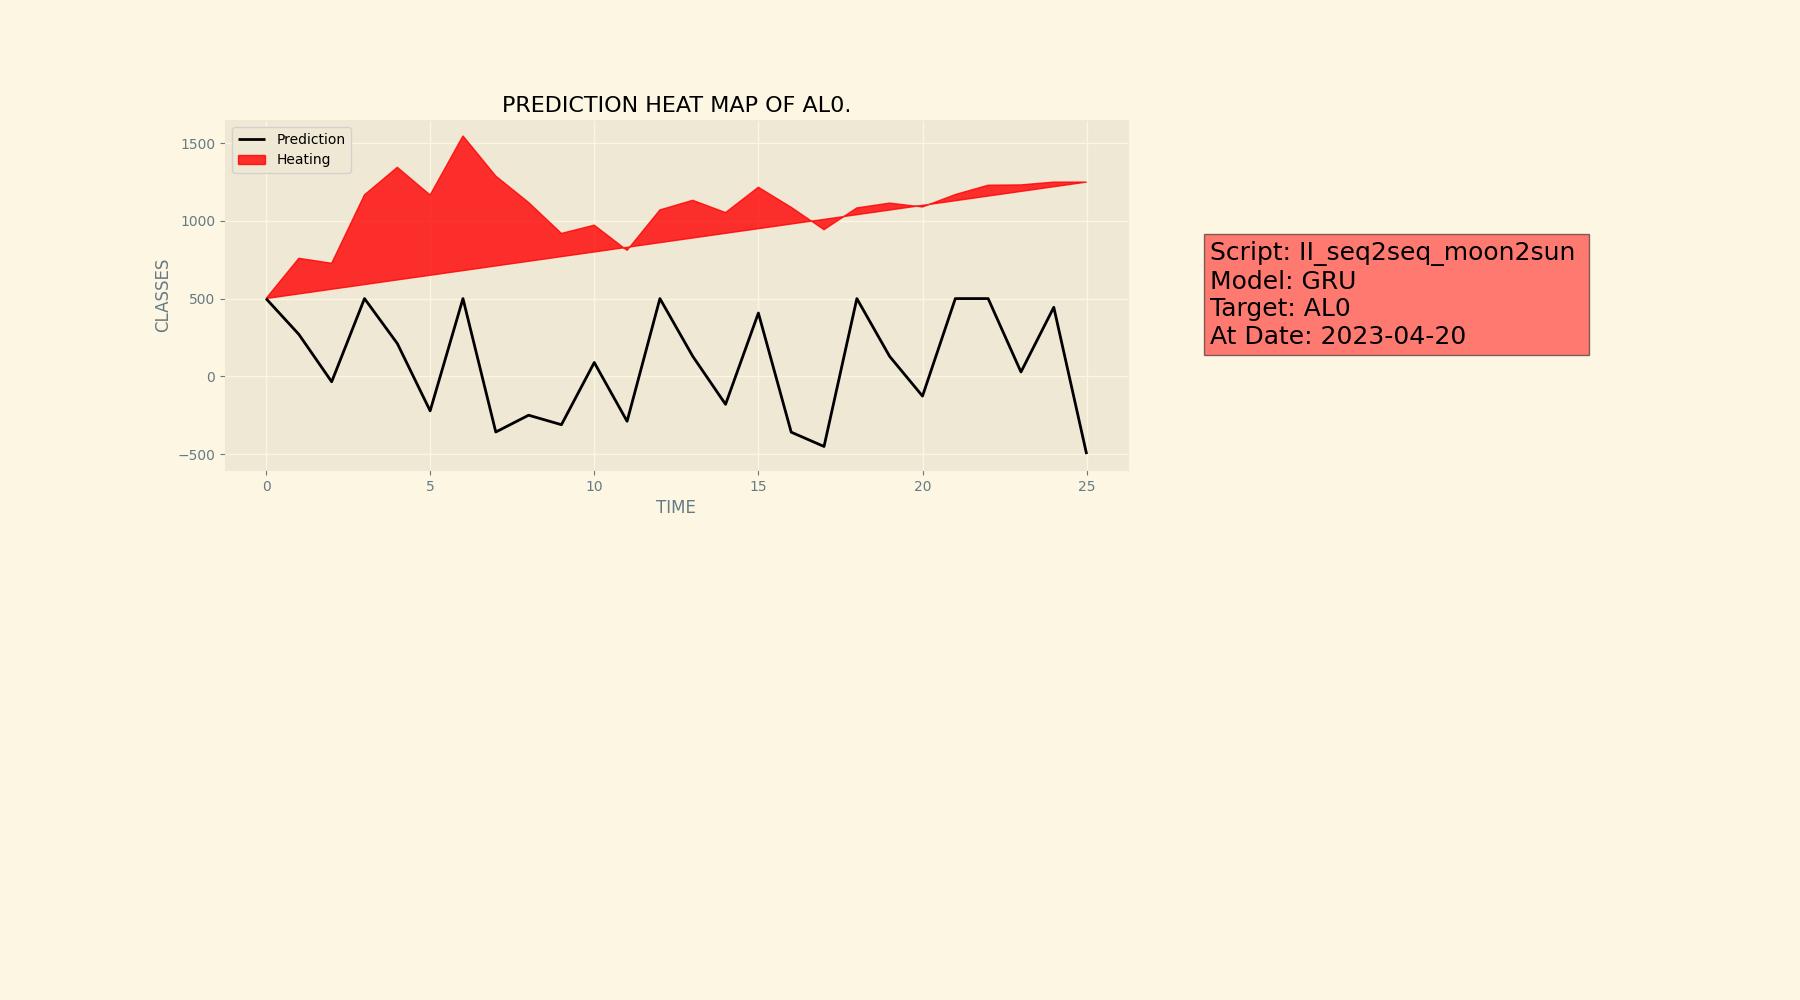 PREDICTION HEAT MAP OF AL0.
Prediction
Heating
1500
1000
500
0
−500
CLASSES
0 5 10 15 20 25
TIME
Script: II_seq2seq_moon2sun
Model: GRU
Target: AL0
At Date: 2023-04-20